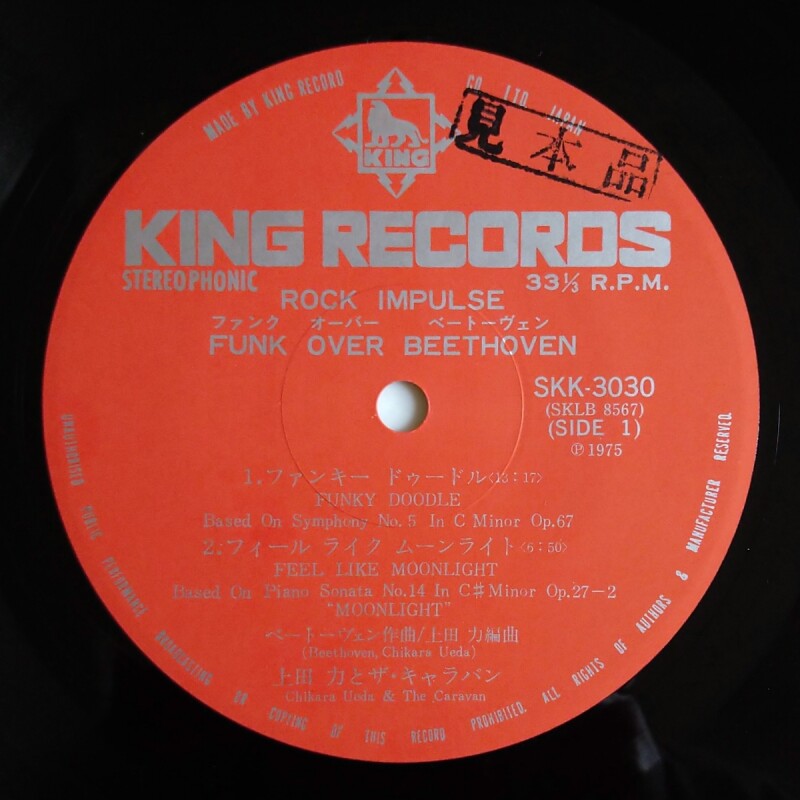 MADE BY KING RECORD CO., LTD. JAPAN
KING
見本品
KING RECORDS
STEREOPHONIC 33⅓ R.P.M.
ROCK IMPULSE
ファンク オーバー ベートーヴェン
FUNK OVER BEETHOVEN
SKK-3030
(SKLB 8567)
(SIDE 1)
Ⓟ1975
1.ファンキー ドゥードル<13:17>
FUNKY DOODLE
Based On Symphony No.5 In C Minor Op.67
2.フィール ライク ムーンライト<6:50>
FEEL LIKE MOONLIGHT
Based On Piano Sonata No.14 In C♯Minor Op.27-2
"MOONLIGHT"
ベートーヴェン作曲/上田 力編曲
(Beethoven, Chikara Ueda)
上田 力とザ・キャラバン
Chikara Ueda & The Caravan
UNAUTHORISED PUBLIC PERFORMANCE BROADCASTING OR COPYING OF THIS RECORD PROHIBITED. ALL RIGHTS OF AUTHORS & MANUFACTURER RESERVED.